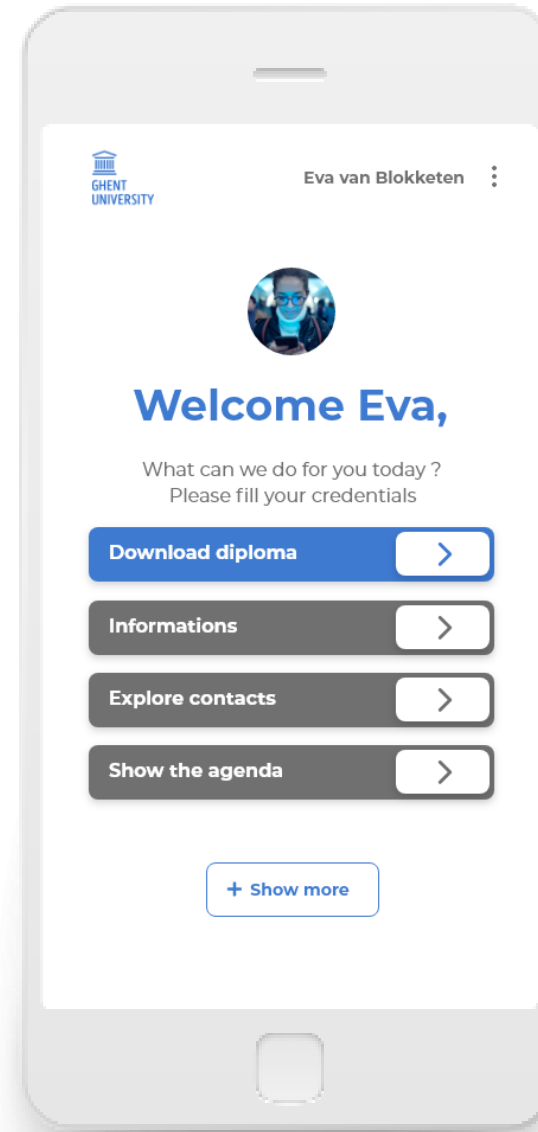 GHENT
UNIVERSITY
Eva van Blokketen
Welcome Eva,
What can we do for you today ?
Please fill your credentials
Download diploma
Informations
Explore contacts
Show the agenda
+ Show more